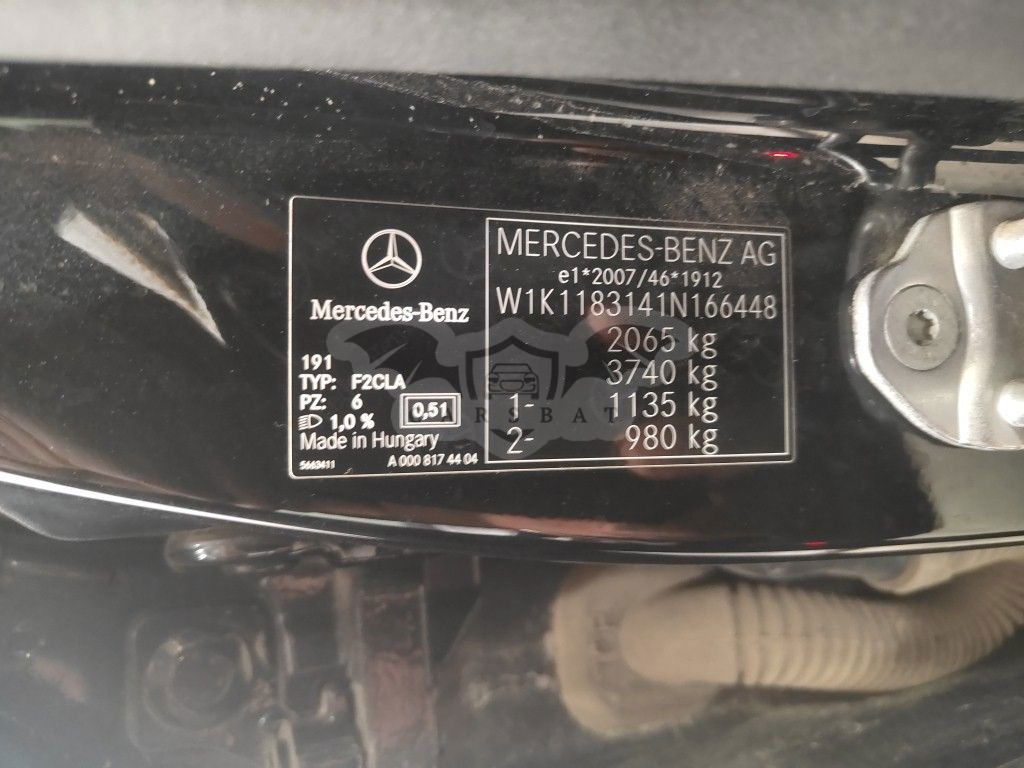 Mercedes-Benz
191
TYP: F2CLA
PZ: 6
1,0 %
0,51
Made in Hungary
5663411
A 000 817 44 04
MERCEDES-BENZ AG
e1*2007/46*1912
W1K1183141N166448
2065 kg
3740 kg
1- 1135 kg
2- 980 kg